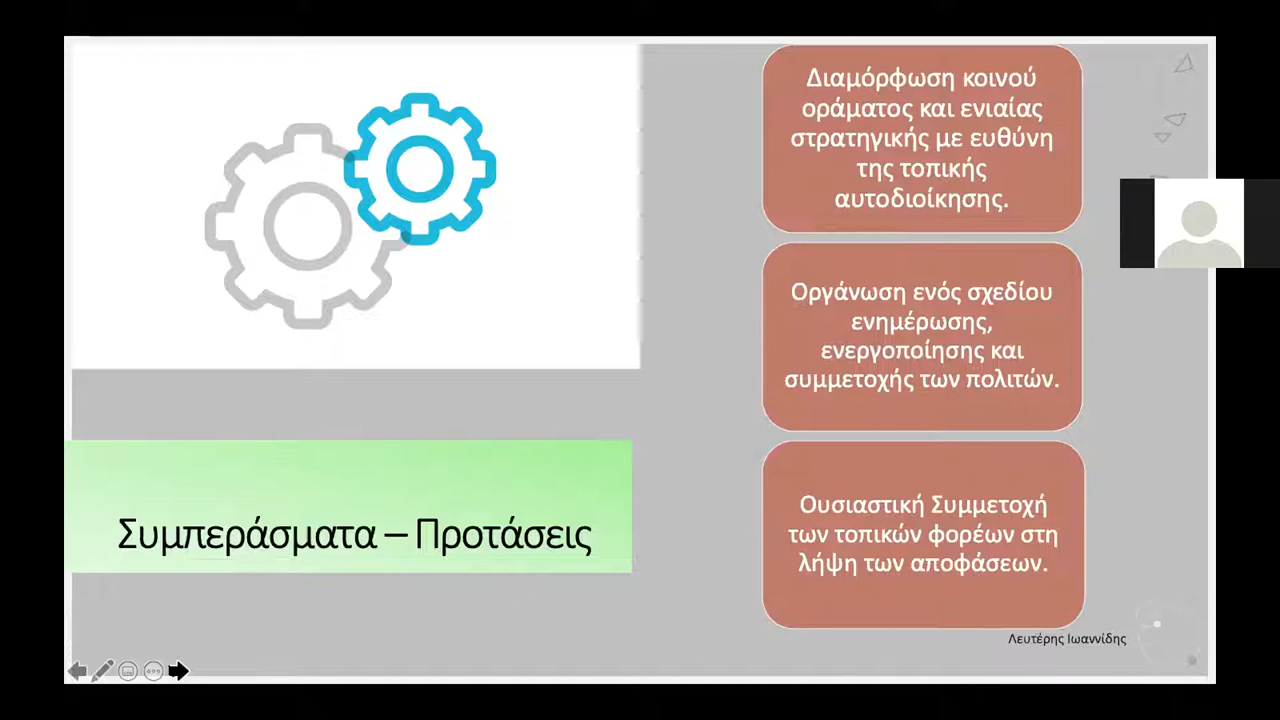 Διαμόρφωση κοινού
οράματος και ενιαίας
στρατηγικής με ευθύνη
της τοπικής
αυτοδιοίκησης.
Οργάνωση ενός σχεδίου
ενημέρωσης,
ενεργοποίησης και
συμμετοχής των πολιτών.
Συμπεράσματα – Προτάσεις
Ουσιαστική Συμμετοχή
των τοπικών φορέων στη
λήψη των αποφάσεων.
Λευτέρης Ιωαννίδης